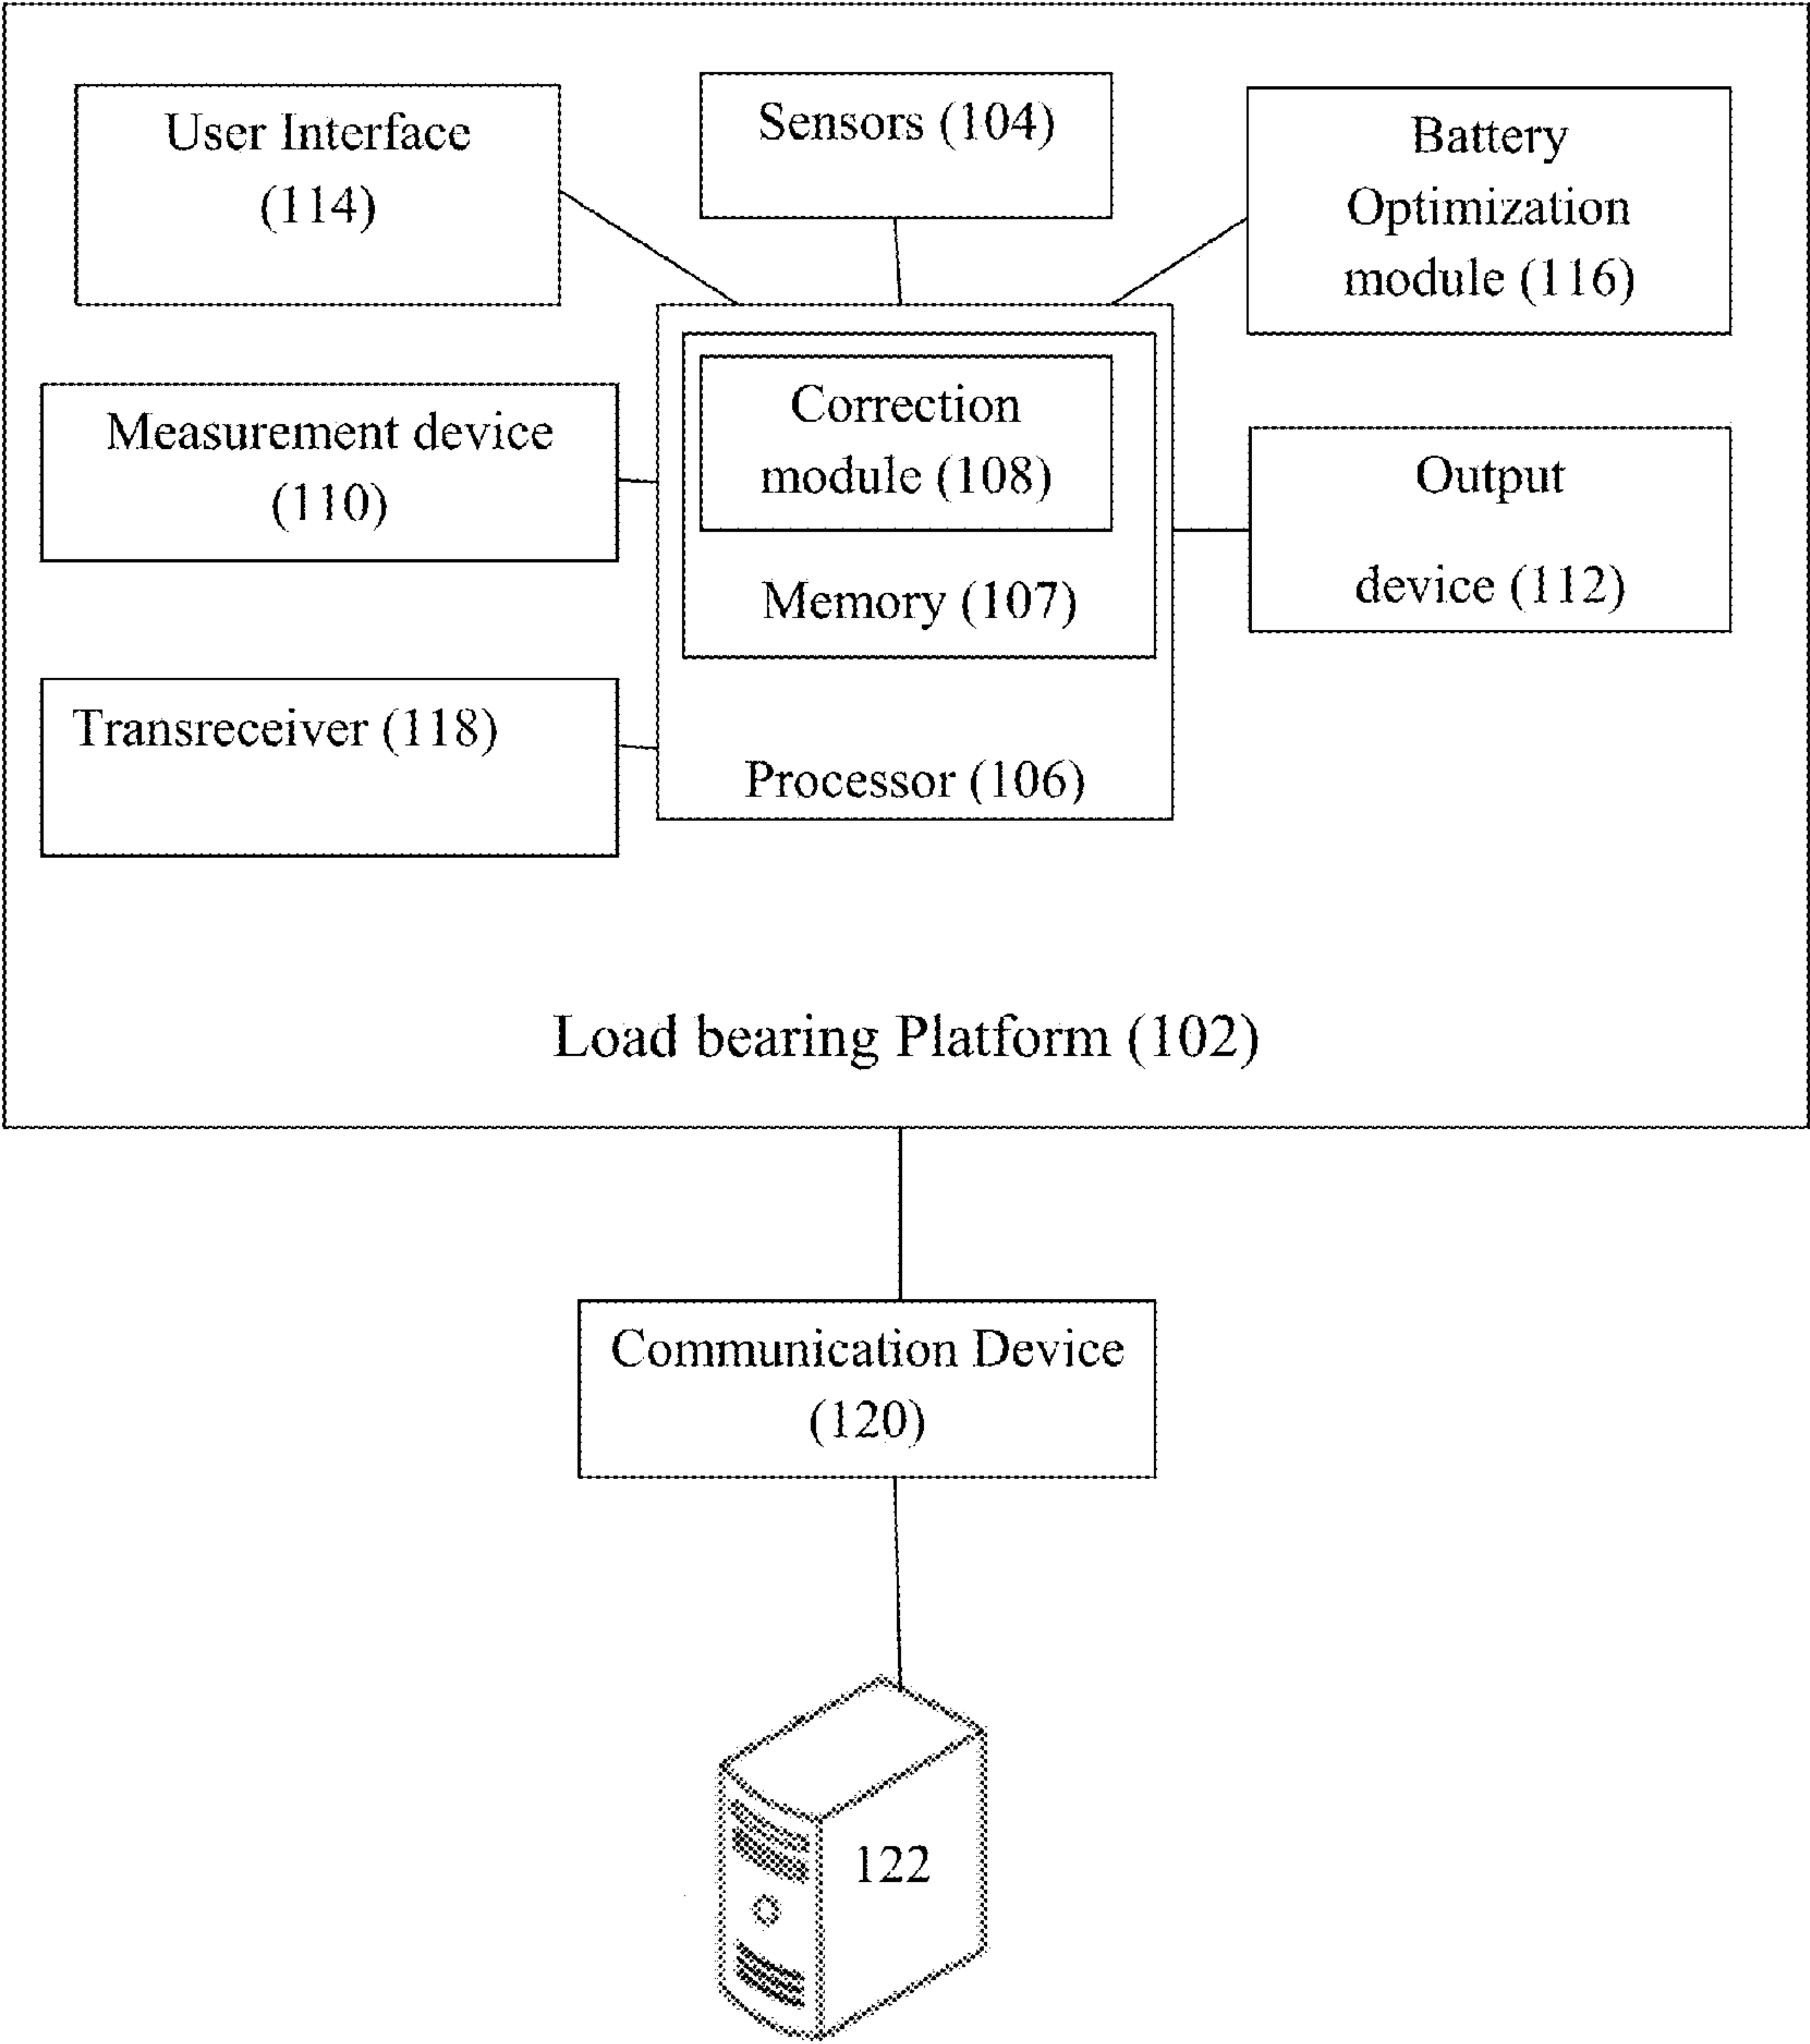 User Interface
(114)
Sensors (104)
Battery
Optimization
module (116)
Measurement device
(110)
Correction
module (108)
Memory (107)
Output
device (112)
Transreceiver (118)
Processor (106)
Load bearing Platform (102)
Communication Device
(120)
122